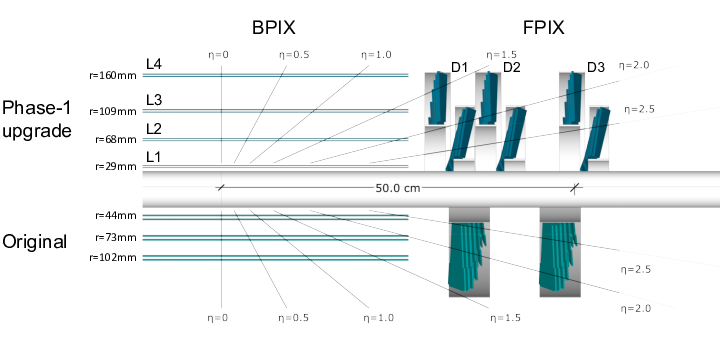 BPIX FPIX
η=0 η=0.5 η=1.0 η=1.5 η=2.0 η=2.5
L4 D1 D2 D3
r=160mm
L3
r=109mm
Phase-1
upgrade
L2
r=68mm
L1
r=29mm
50.0 cm
r=44mm
Original
r=73mm
r=102mm
η=2.5
η=2.0
η=0 η=0.5 η=1.0 η=1.5